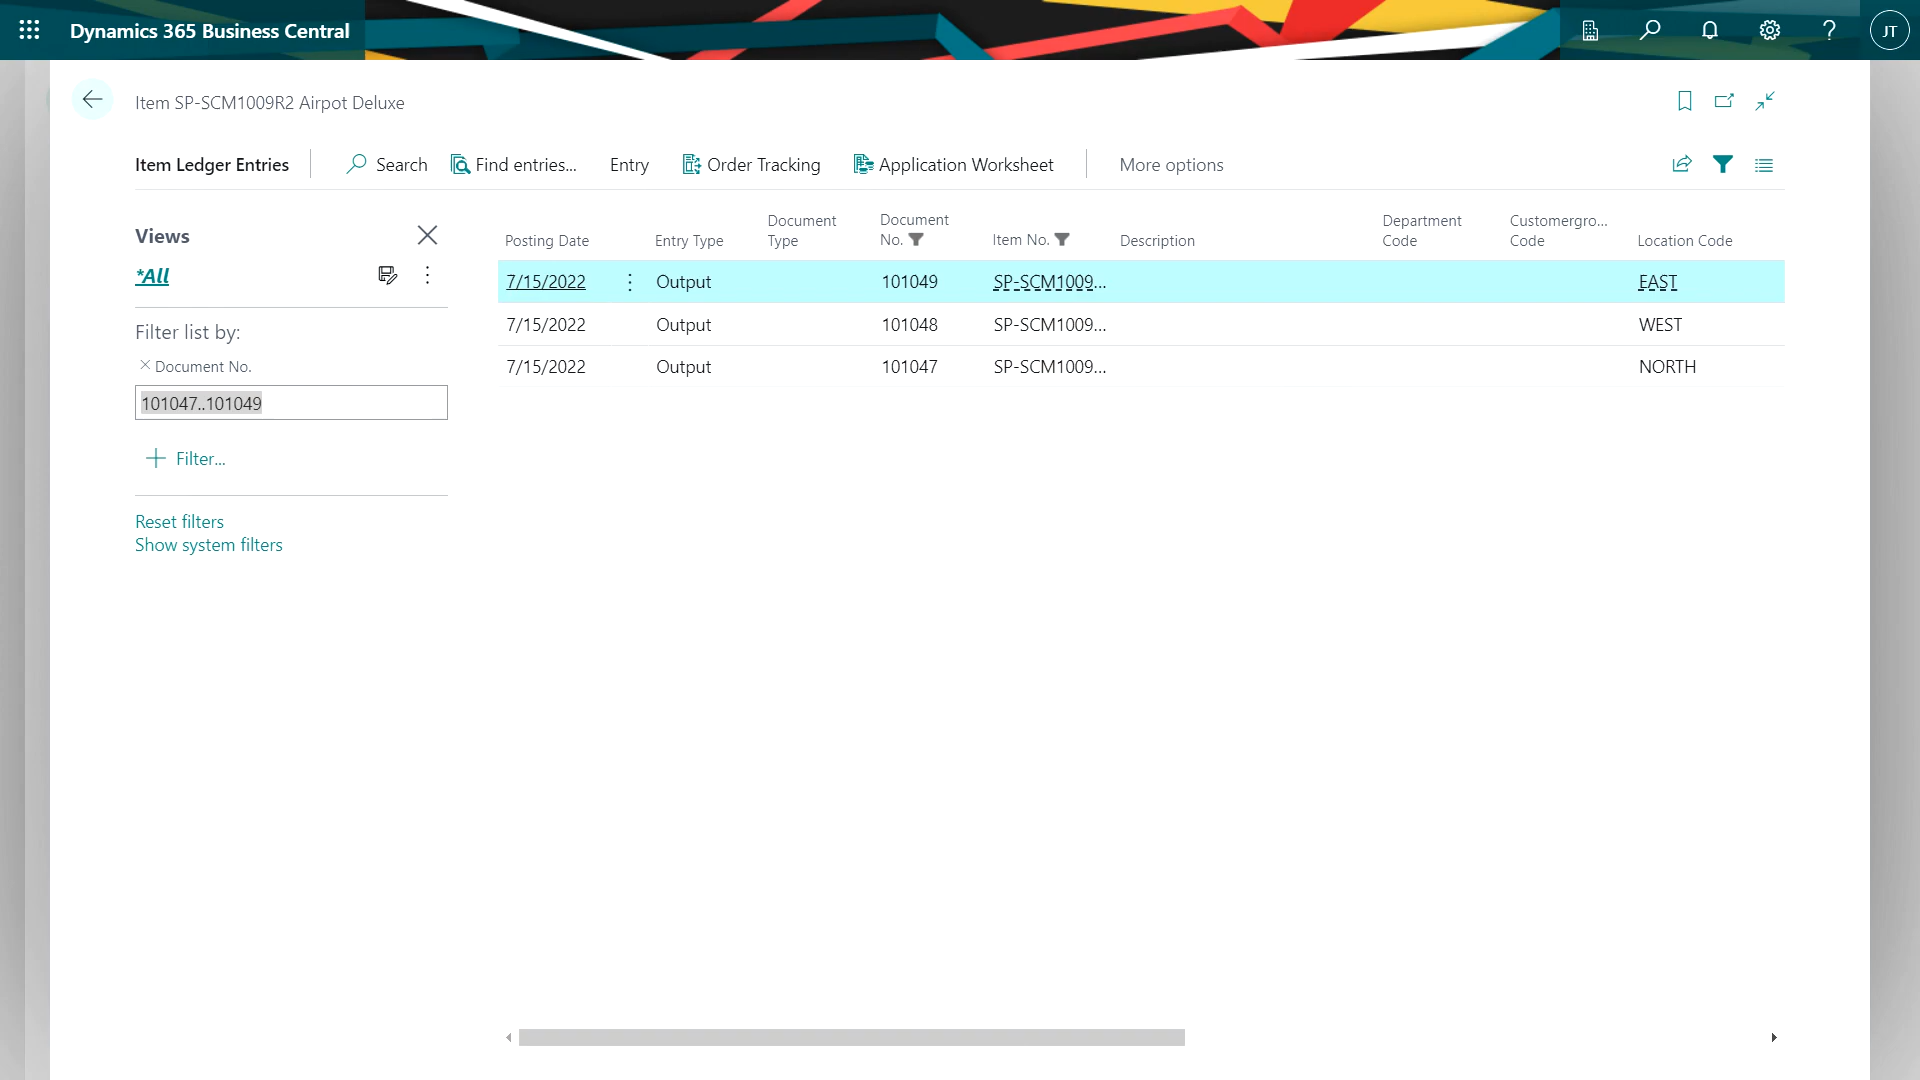 Dynamics 365 Business Central
JT
Item SP-SCM1009R2 Airpot Deluxe
Item Ledger Entries Search Find entries... Entry Order Tracking Application Worksheet More options
Views
*All
Filter list by:
× Document No.
101047..101049
+ Filter...
Reset filters
Show system filters
Posting Date Entry Type Document Type Document No. Item No. Description Department Code Customergro... Code Location Code
7/15/2022 Output 101049 SP-SCM1009... EAST
7/15/2022 Output 101048 SP-SCM1009... WEST
7/15/2022 Output 101047 SP-SCM1009... NORTH